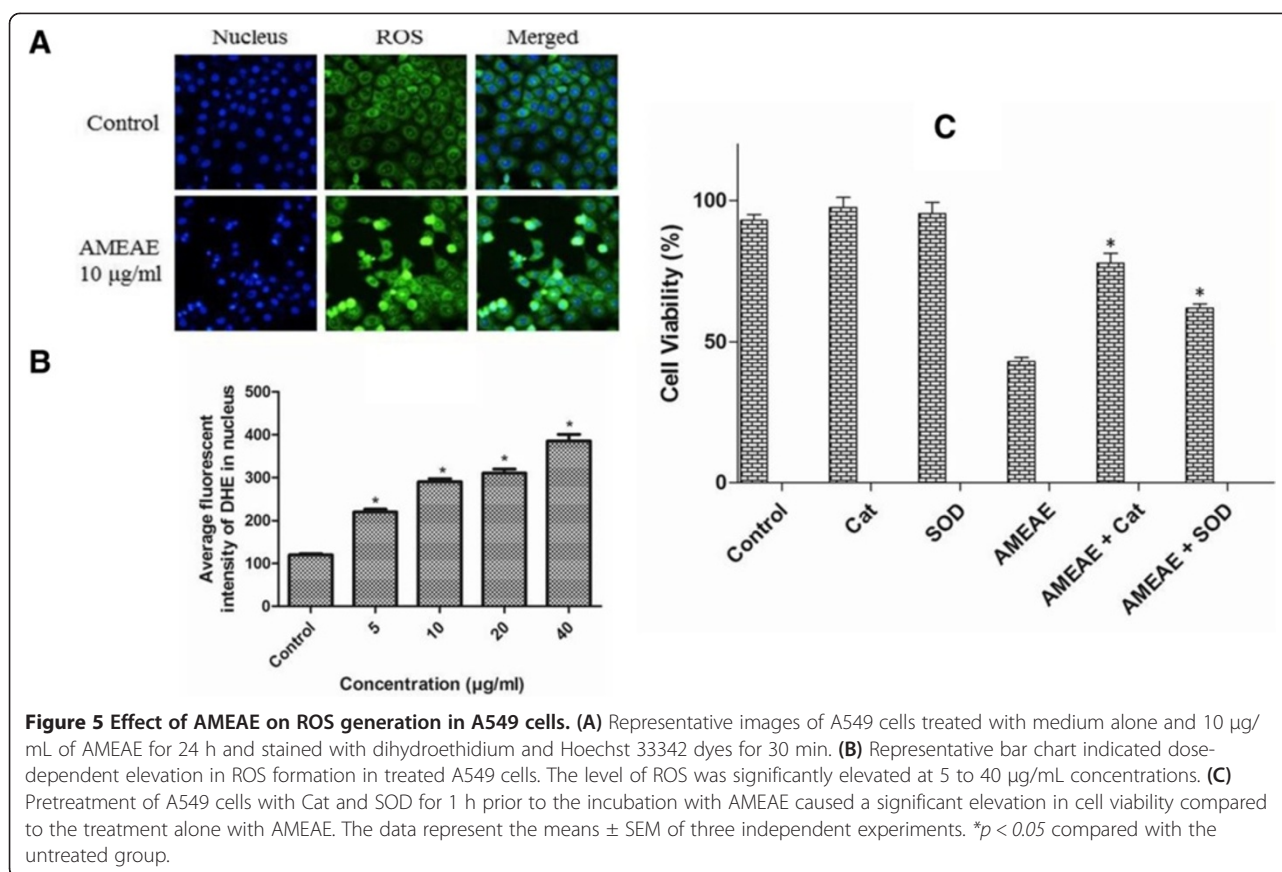 A
Nucleus ROS Merged
Control
AMEAE
10 µg/ml
B
Average fluorescent
intensity of DHE in nucleus
500
400
300
200
100
0
* * * *
Control 5 10 20 40
Concentration (µg/ml)
C
Cell Viability (%)
100
50
0
* *
Control Cat SOD AMEAE AMEAE + Cat AMEAE + SOD
Figure 5 Effect of AMEAE on ROS generation in A549 cells. (A) Representative images of A549 cells treated with medium alone and 10 µg/
mL of AMEAE for 24 h and stained with dihydroethidium and Hoechst 33342 dyes for 30 min. (B) Representative bar chart indicated dose-
dependent elevation in ROS formation in treated A549 cells. The level of ROS was significantly elevated at 5 to 40 µg/mL concentrations. (C)
Pretreatment of A549 cells with Cat and SOD for 1 h prior to the incubation with AMEAE caused a significant elevation in cell viability compared
to the treatment alone with AMEAE. The data represent the means ± SEM of three independent experiments. *p < 0.05 compared with the
untreated group.